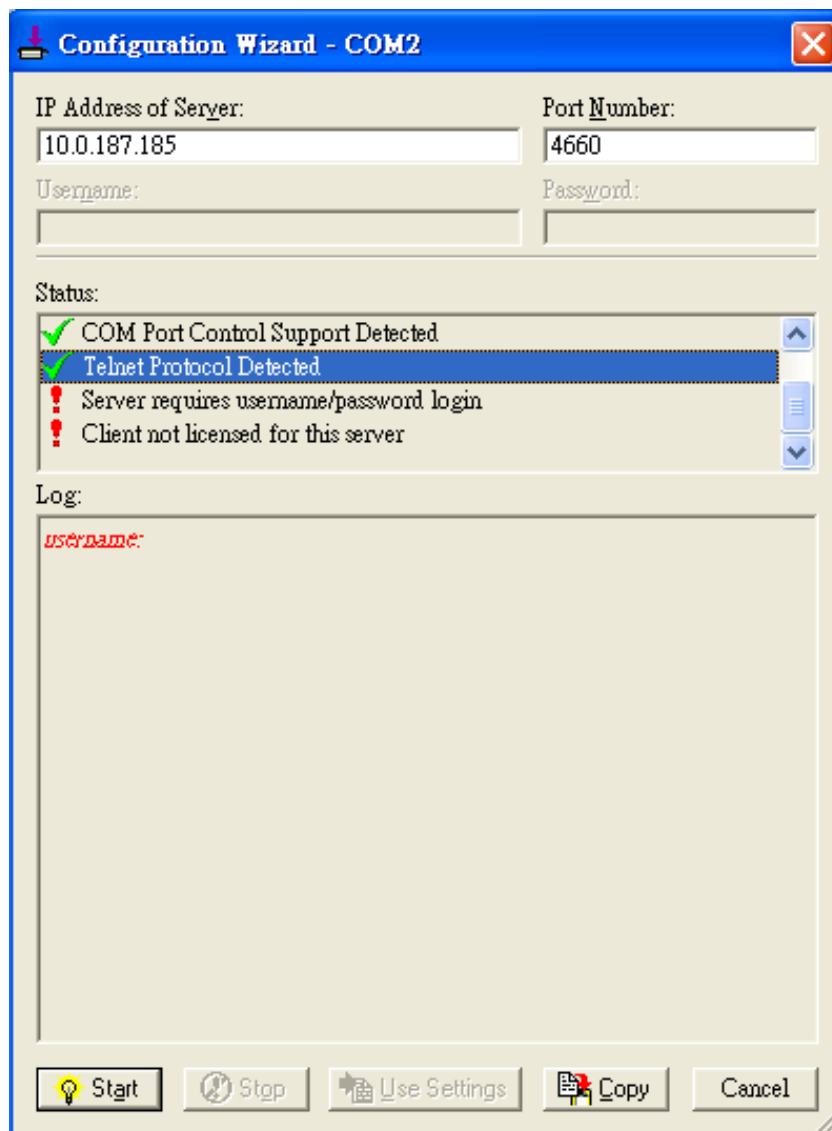 Configuration Wizard - COM2
IP Address of Server: Port Number:
10.0.187.185 4660
Username: Password:
Status:
COM Port Control Support Detected
Telnet Protocol Detected
Server requires username/password login
Client not licensed for this server
Log:
username:
Start Stop Use Settings Copy Cancel